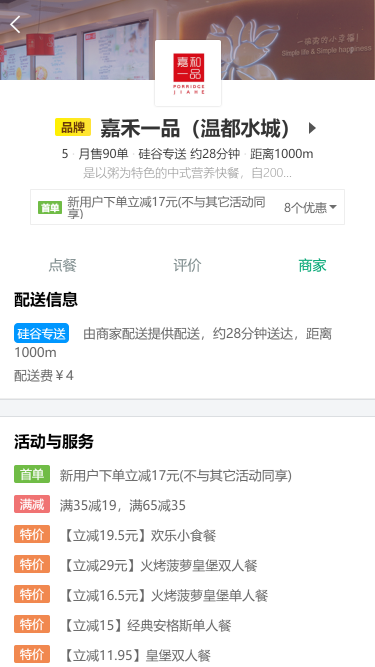 一個家的小幸福!
Simple life & Simple happiness
嘉和
一品
PORRIDGE
JIAHE
品牌 嘉禾一品（温都水城）
5 · 月售90单 · 硅谷专送 约28分钟 · 距离1000m
是以粥为特色的中式营养快餐，自200...
首单 新用户下单立减17元(不与其它活动同
享)
8个优惠
点餐 评价 商家
配送信息
硅谷专送 由商家配送提供配送，约28分钟送达，距离
1000m
配送费￥4
活动与服务
首单 新用户下单立减17元(不与其它活动同享)
满减 满35减19，满65减35
特价 【立减19.5元】欢乐小食餐
特价 【立减29元】火烤菠萝皇堡双人餐
特价 【立减16.5元】火烤菠萝皇堡单人餐
特价 【立减15】经典安格斯单人餐
特价 【立减11.95】皇堡双人餐